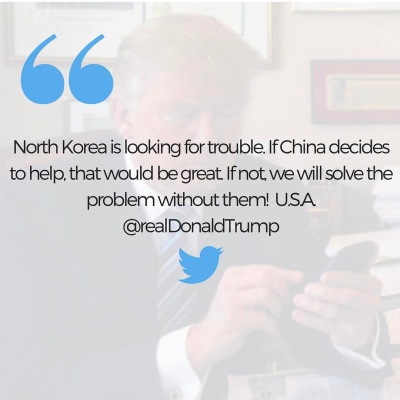 North Korea is looking for trouble. If China decides
to help, that would be great. If not, we will solve the
problem without them!  U.S.A.
@realDonaldTrump